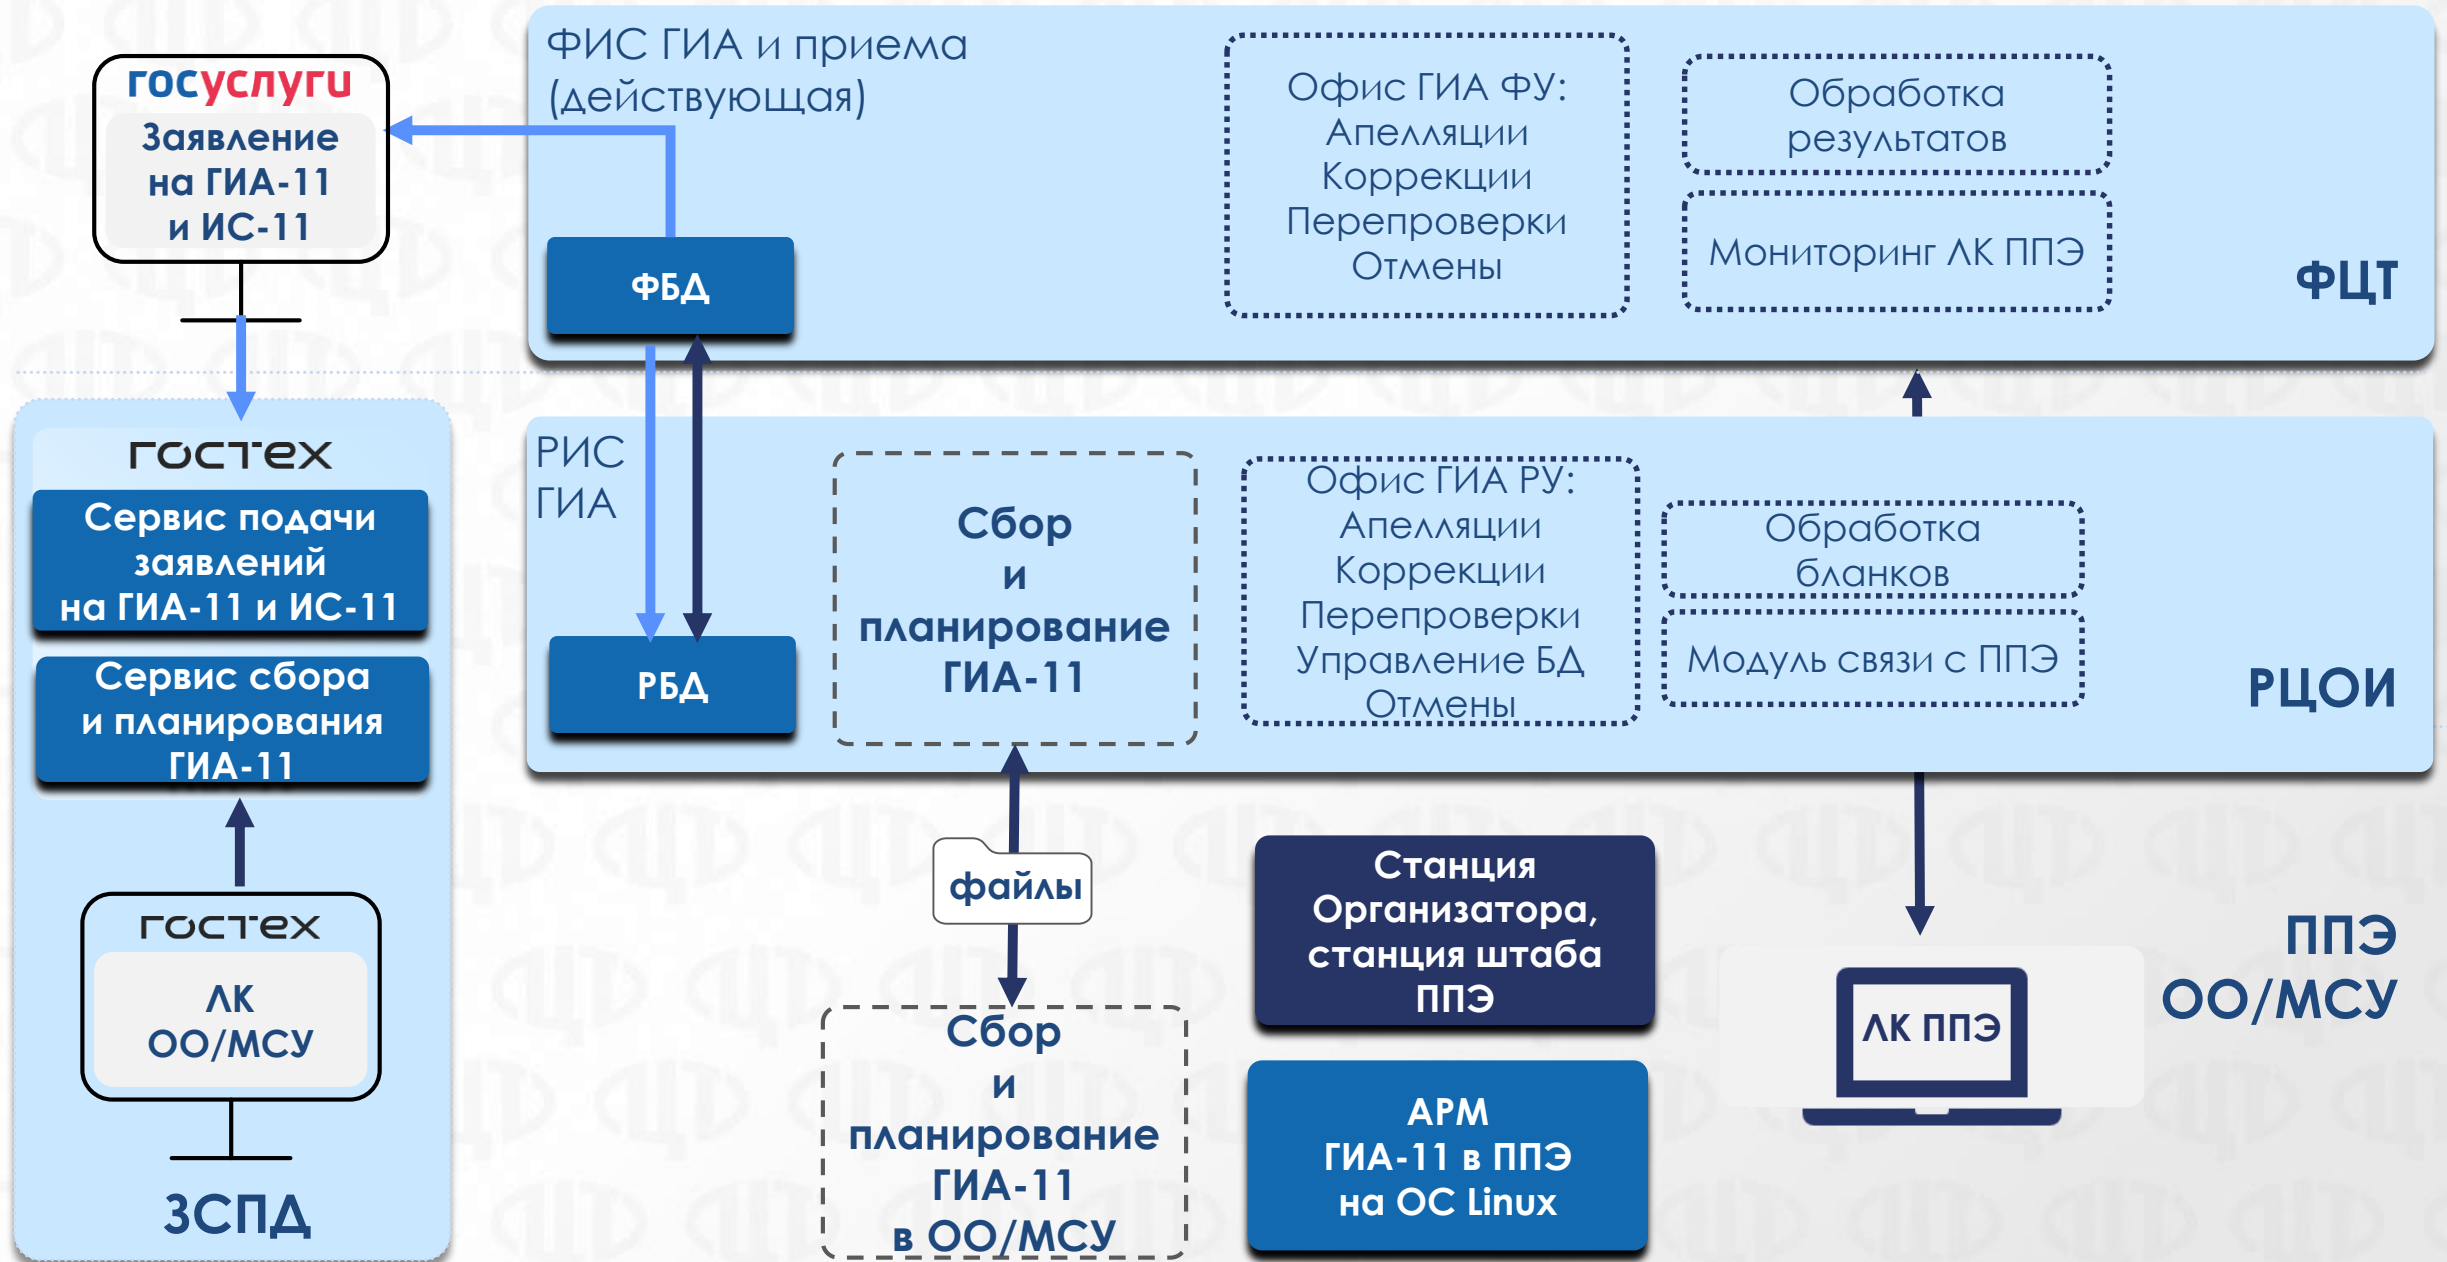 госуслуги
Заявление
на ГИА-11
и ИС-11
ФИС ГИА и приема
(действующая)
ФБД
Офис ГИА ФУ:
Апелляции
Коррекции
Перепроверки
Отмены
Обработка
результатов
Мониторинг ЛК ППЭ
ФЦТ
гостех
Сервис подачи
заявлений
на ГИА-11 и ИС-11
Сервис сбора
и планирования
ГИА-11
гостех
ЛК
ОО/МСУ
ЗСПД
РИС
ГИА
РБД
Сбор
и
планирование
ГИА-11
Офис ГИА РУ:
Апелляции
Коррекции
Перепроверки
Управление БД
Отмены
Обработка
бланков
Модуль связи с ППЭ
РЦОИ
файлы
Сбор
и
планирование
ГИА-11
в ОО/МСУ
Станция
Организатора,
станция штаба
ППЭ
АРМ
ГИА-11 в ППЭ
на ОС Linux
ЛК ППЭ
ППЭ
ОО/МСУ